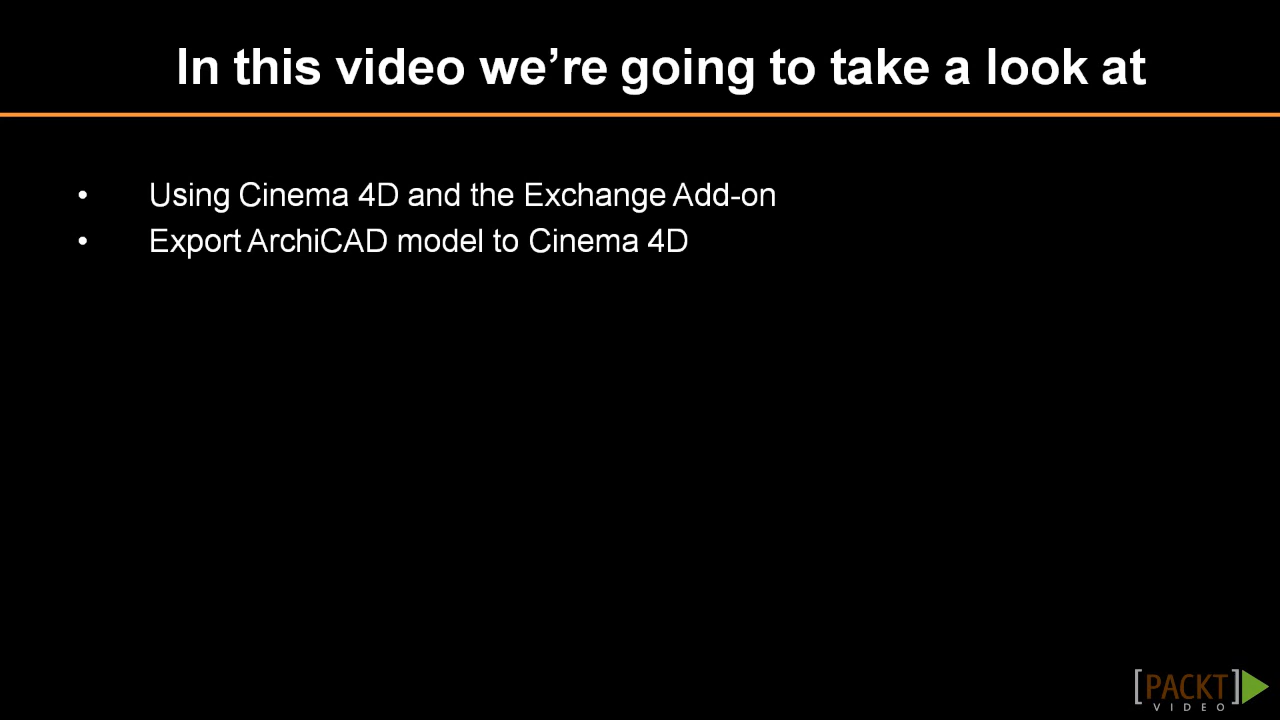 In this video we’re going to take a look at
• Using Cinema 4D and the Exchange Add-on
• Export ArchiCAD model to Cinema 4D
[PACKT]
VIDEO